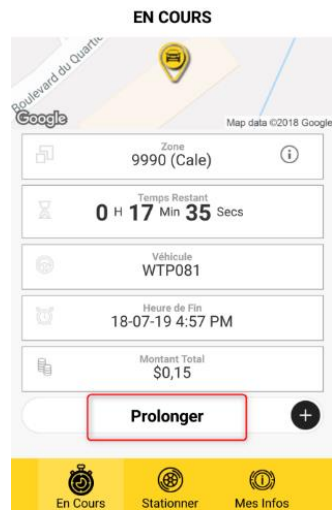 EN COURS
Boulevard du Quartie
Google
Map data ©2018 Google
Zone
9990 (Cale)
Temps Restant
0 H 17 Min 35 Secs
Véhicule
WTP081
Heure de Fin
18-07-19 4:57 PM
Montant Total
$0,15
Prolonger
En Cours
Stationner
Mes Infos